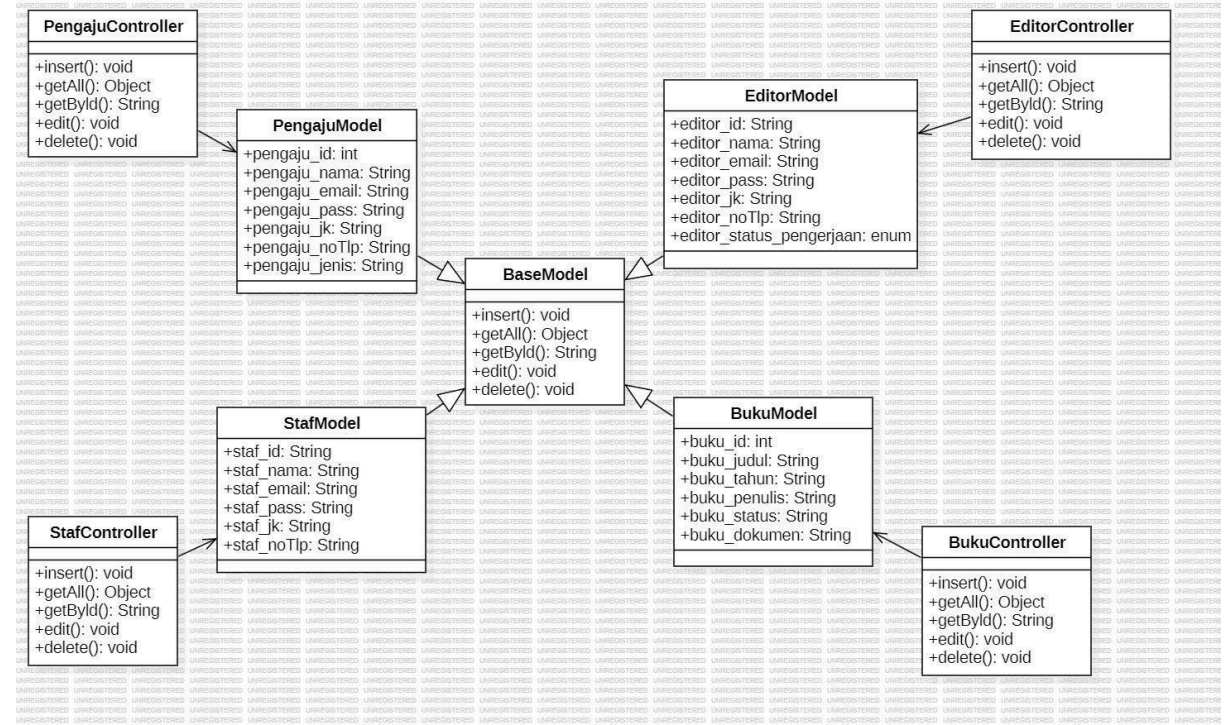 PengajuController
+insert(): void
+getAll(): Object
+getById(): String
+edit(): void
+delete(): void
PengajuModel
+pengaju_id: int
+pengaju_nama: String
+pengaju_email: String
+pengaju_pass: String
+pengaju_jk: String
+pengaju_noTlp: String
+pengaju_jenis: String
EditorModel
+editor_id: String
+editor_nama: String
+editor_email: String
+editor_pass: String
+editor_jk: String
+editor_noTlp: String
+editor_status_pengerjaan: enum
EditorController
+insert(): void
+getAll(): Object
+getById(): String
+edit(): void
+delete(): void
BaseModel
+insert(): void
+getAll(): Object
+getById(): String
+edit(): void
+delete(): void
StafModel
+staf_id: String
+staf_nama: String
+staf_email: String
+staf_pass: String
+staf_jk: String
+staf_noTlp: String
BukuModel
+buku_id: int
+buku_judul: String
+buku_tahun: String
+buku_penulis: String
+buku_status: String
+buku_dokumen: String
StafController
+insert(): void
+getAll(): Object
+getById(): String
+edit(): void
+delete(): void
BukuController
+insert(): void
+getAll(): Object
+getById(): String
+edit(): void
+delete(): void
UNREGISTERED